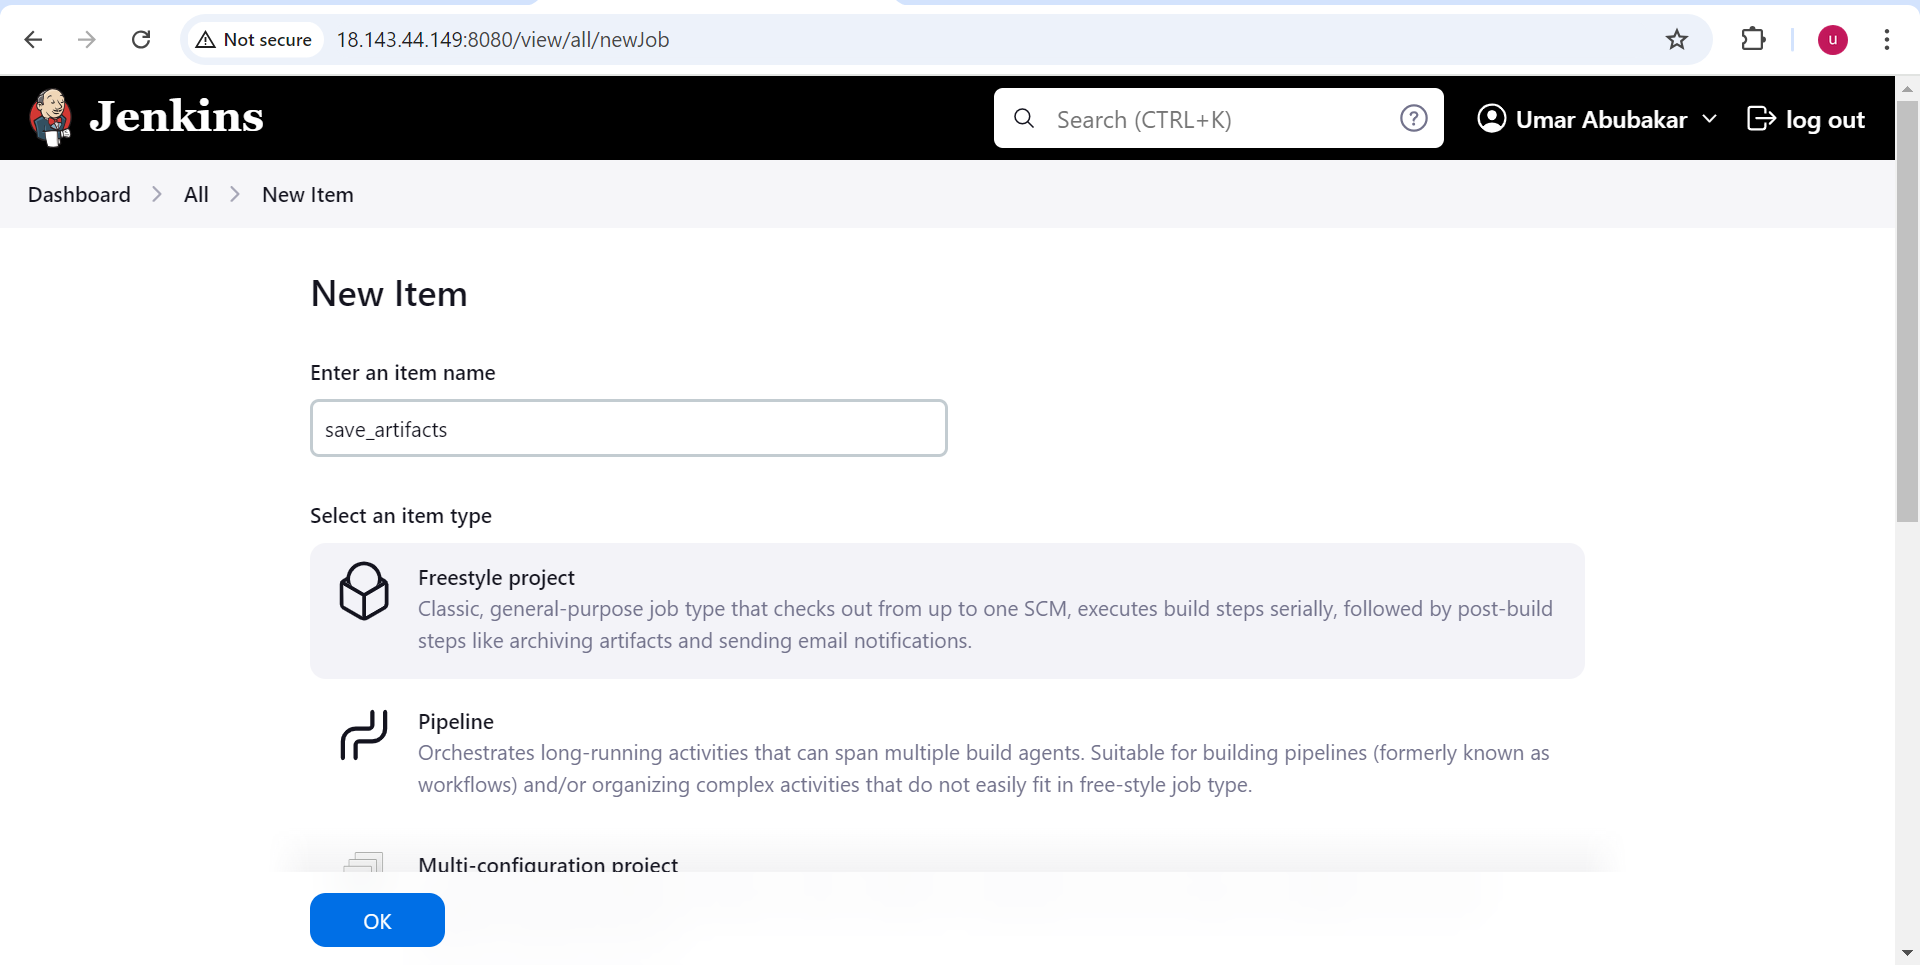 Not secure 18.143.44.149:8080/view/all/newJob u
Jenkins Search (CTRL+K) ? Umar Abubakar log out
Dashboard All New Item
New Item
Enter an item name
save_artifacts
Select an item type
Freestyle project
Classic, general-purpose job type that checks out from up to one SCM, executes build steps serially, followed by post-build
steps like archiving artifacts and sending email notifications.
Pipeline
Orchestrates long-running activities that can span multiple build agents. Suitable for building pipelines (formerly known as
workflows) and/or organizing complex activities that do not easily fit in free-style job type.
Multi-configuration project
OK